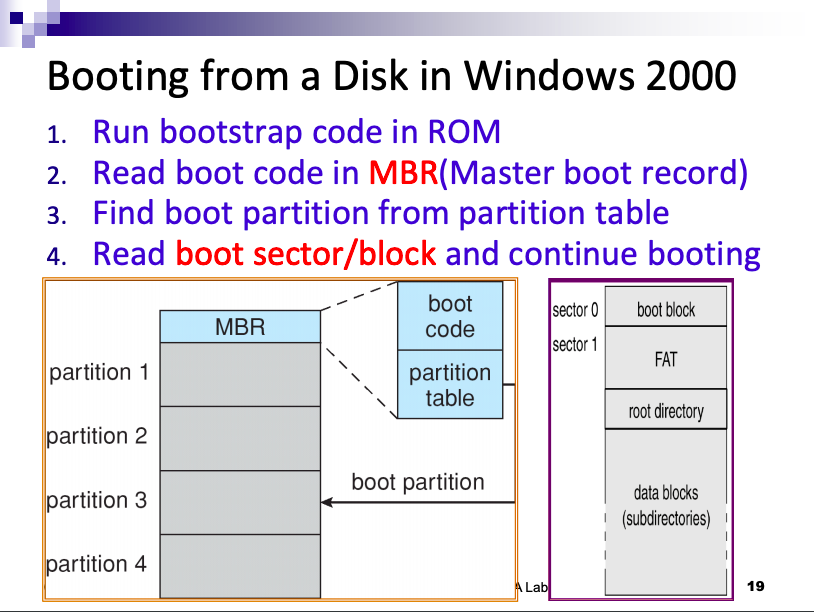 Booting from a Disk in Windows 2000
1. Run bootstrap code in ROM
2. Read boot code in MBR(Master boot record)
3. Find boot partition from partition table
4. Read boot sector/block and continue booting
MBR
partition 1
partition 2
partition 3
partition 4
boot
code
partition
table
boot partition
sector 0
boot block
sector 1
FAT
root directory
data blocks
(subdirectories)
A Lab
19